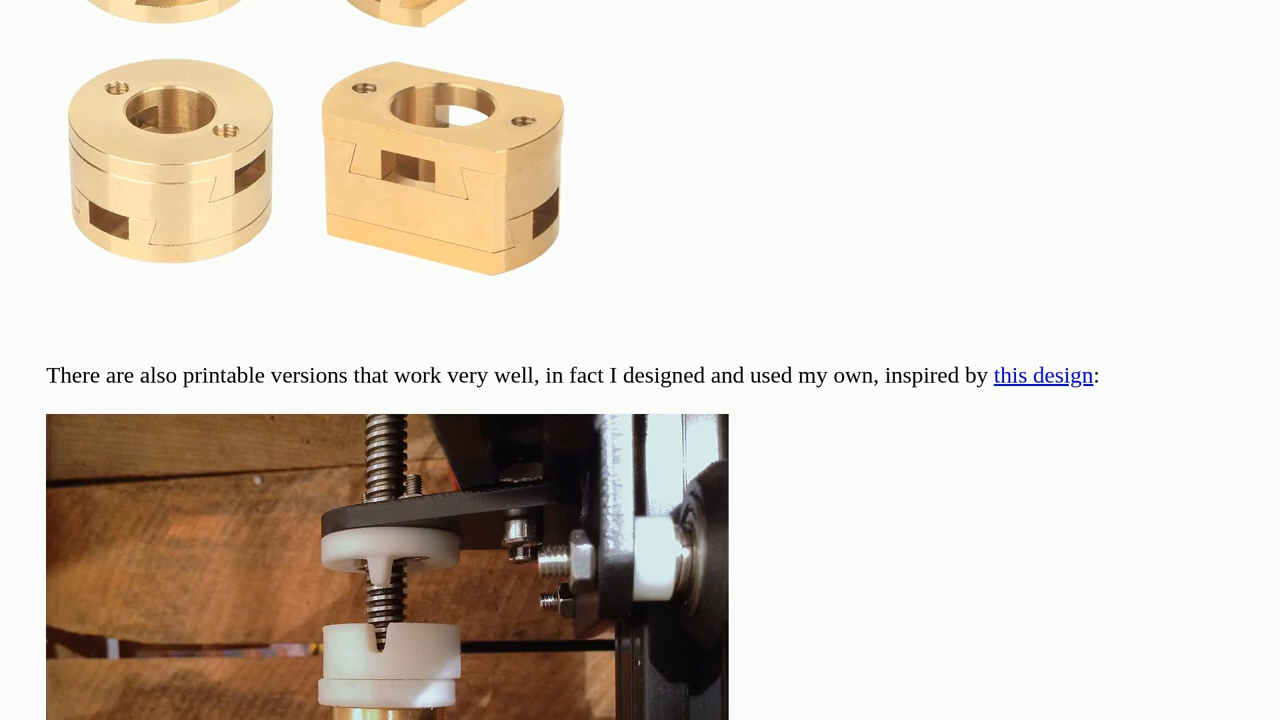 There are also printable versions that work very well, in fact I designed and used my own, inspired by this design: